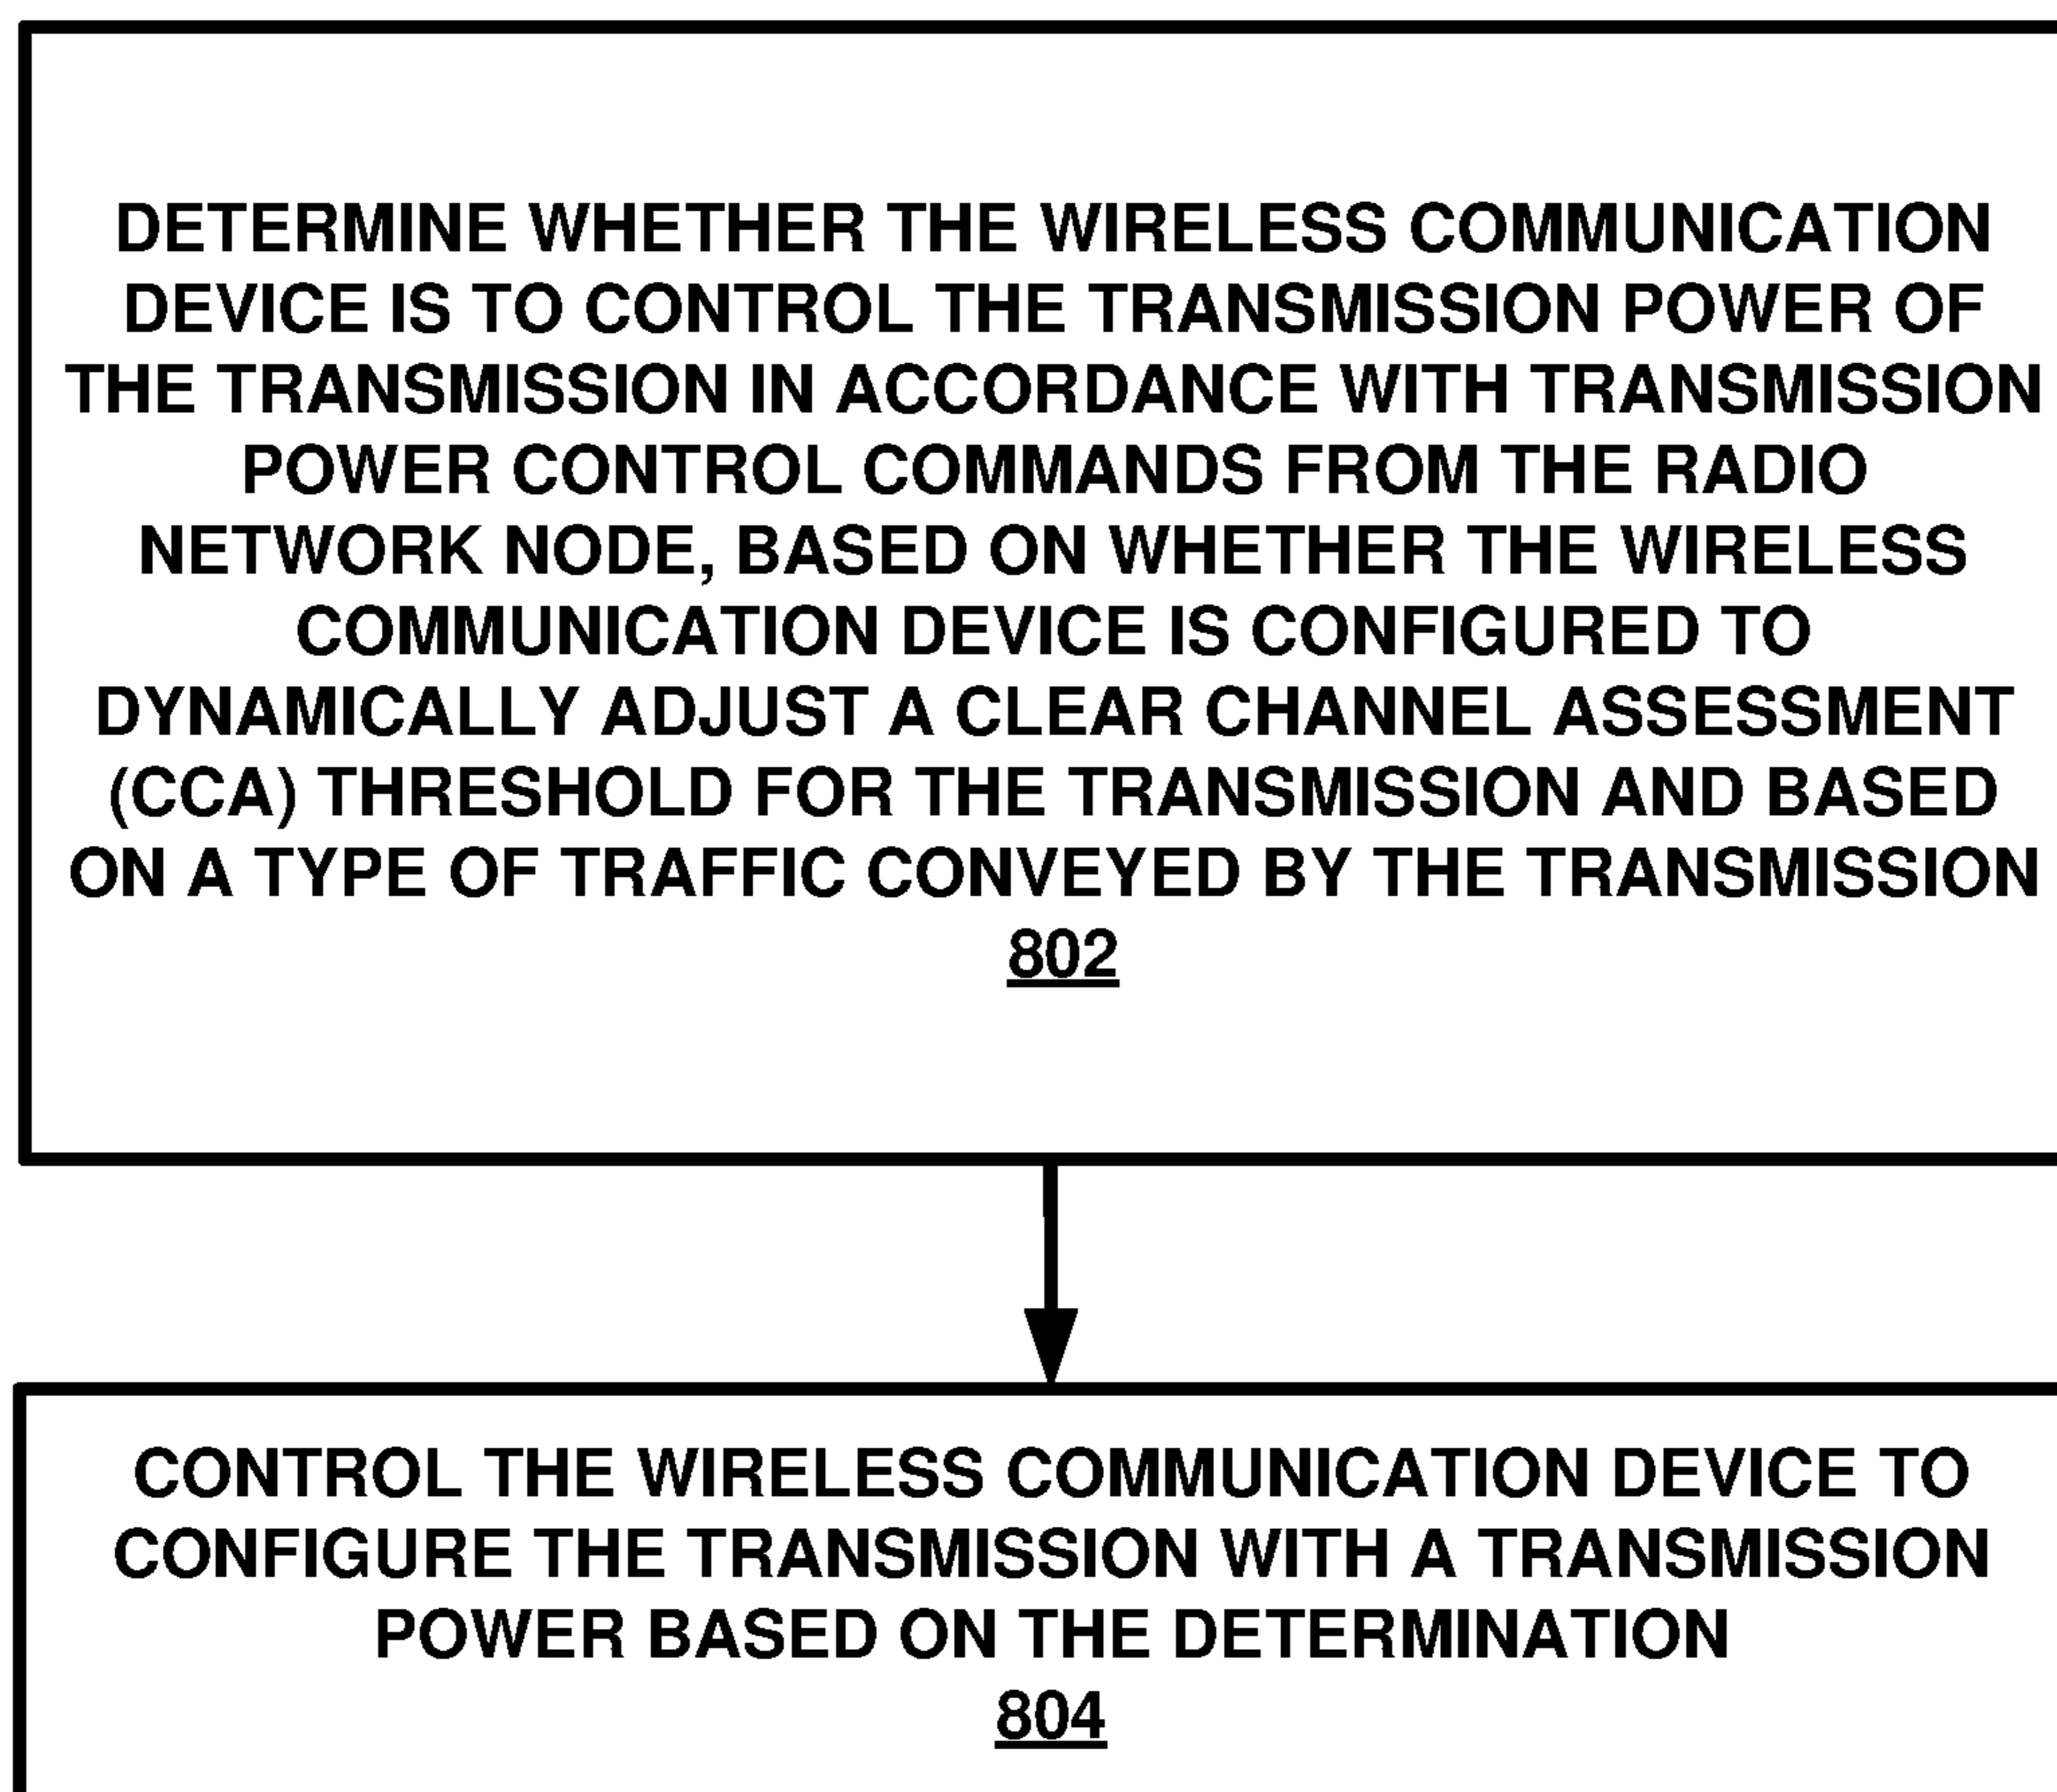 DETERMINE WHETHER THE WIRELESS COMMUNICATION
DEVICE IS TO CONTROL THE TRANSMISSION POWER OF
THE TRANSMISSION IN ACCORDANCE WITH TRANSMISSION
POWER CONTROL COMMANDS FROM THE RADIO
NETWORK NODE, BASED ON WHETHER THE WIRELESS
COMMUNICATION DEVICE IS CONFIGURED TO
DYNAMICALLY ADJUST A CLEAR CHANNEL ASSESSMENT
(CCA) THRESHOLD FOR THE TRANSMISSION AND BASED
ON A TYPE OF TRAFFIC CONVEYED BY THE TRANSMISSION
802
CONTROL THE WIRELESS COMMUNICATION DEVICE TO
CONFIGURE THE TRANSMISSION WITH A TRANSMISSION
POWER BASED ON THE DETERMINATION
804